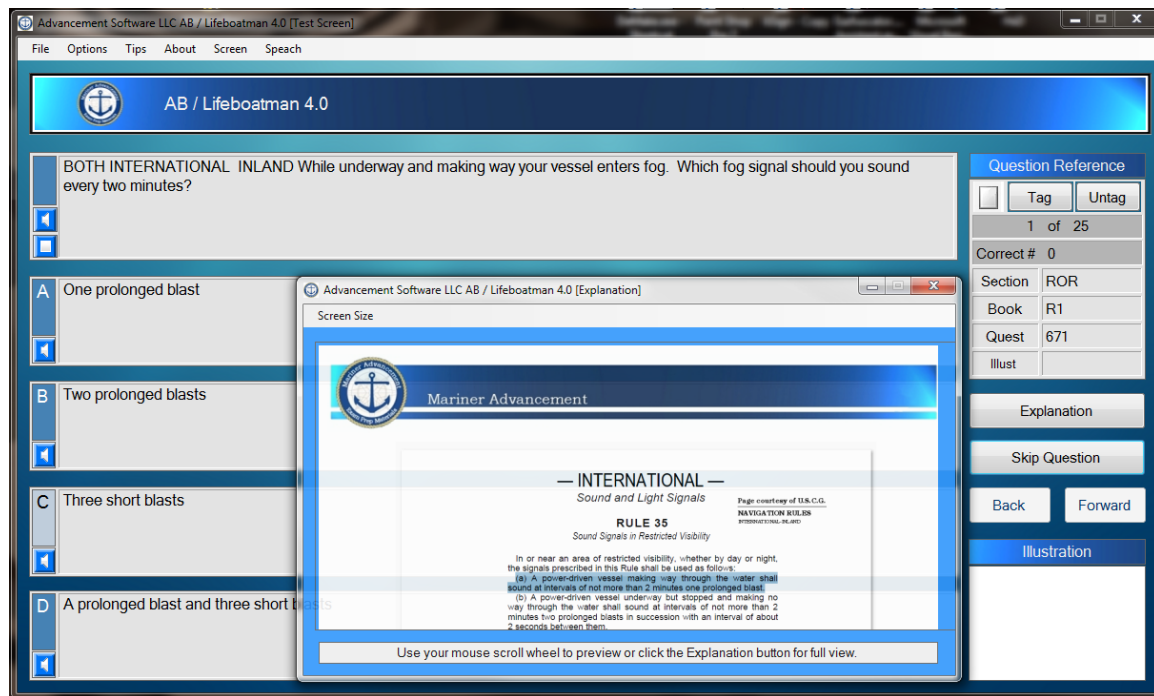 Advancement Software LLC AB / Lifeboatman 4.0 [Test Screen]
File Options Tips About Screen Speach
AB / Lifeboatman 4.0
BOTH INTERNATIONAL INLAND While underway and making way your vessel enters fog. Which fog signal should you sound
every two minutes?
A One prolonged blast
B Two prolonged blasts
C Three short blasts
D A prolonged blast and three short blasts
Question Reference
Tag Untag
1 of 25
Correct # 0
Section ROR
Book R1
Quest 671
Illust
Explanation
Skip Question
Back Forward
Illustration
Advancement Software LLC AB / Lifeboatman 4.0 [Explanation]
Screen Size
Mariner Advancement
Mariner Advancement
Exam Prep Materials
— INTERNATIONAL —
Sound and Light Signals
Page courtesy of U.S.C.G.
NAVIGATION RULES
INTERNATIONAL-INLAND
RULE 35
Sound Signals in Restricted Visibility
In or near an area of restricted visibility, whether by day or night,
the signals prescribed in this Rule shall be used as follows:
(a) A power-driven vessel making way through the water shall
sound at intervals of not more than 2 minutes one prolonged blast.
(b) A power-driven vessel underway but stopped and making no
way through the water shall sound at intervals of not more than 2
minutes two prolonged blasts in succession with an interval of about
2 seconds between them.
Use your mouse scroll wheel to preview or click the Explanation button for full view.